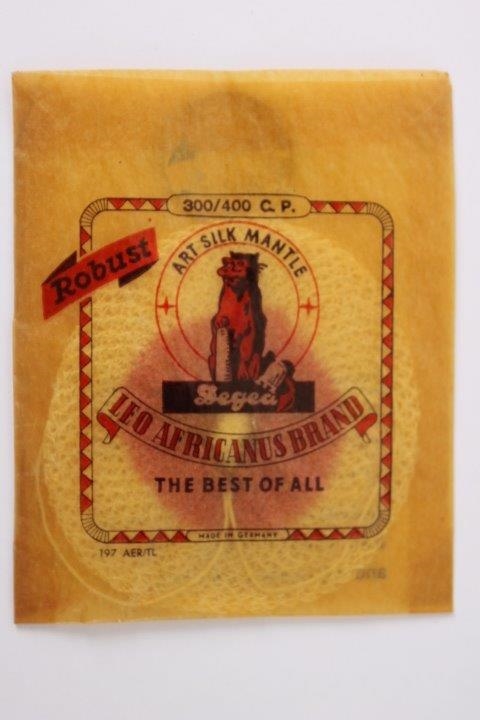 300/400 C. P.
Robust
ART SILK MANTLE
Degea
LEO AFRICANUS BRAND
THE BEST OF ALL
MADE IN GERMANY
197 AER/TL